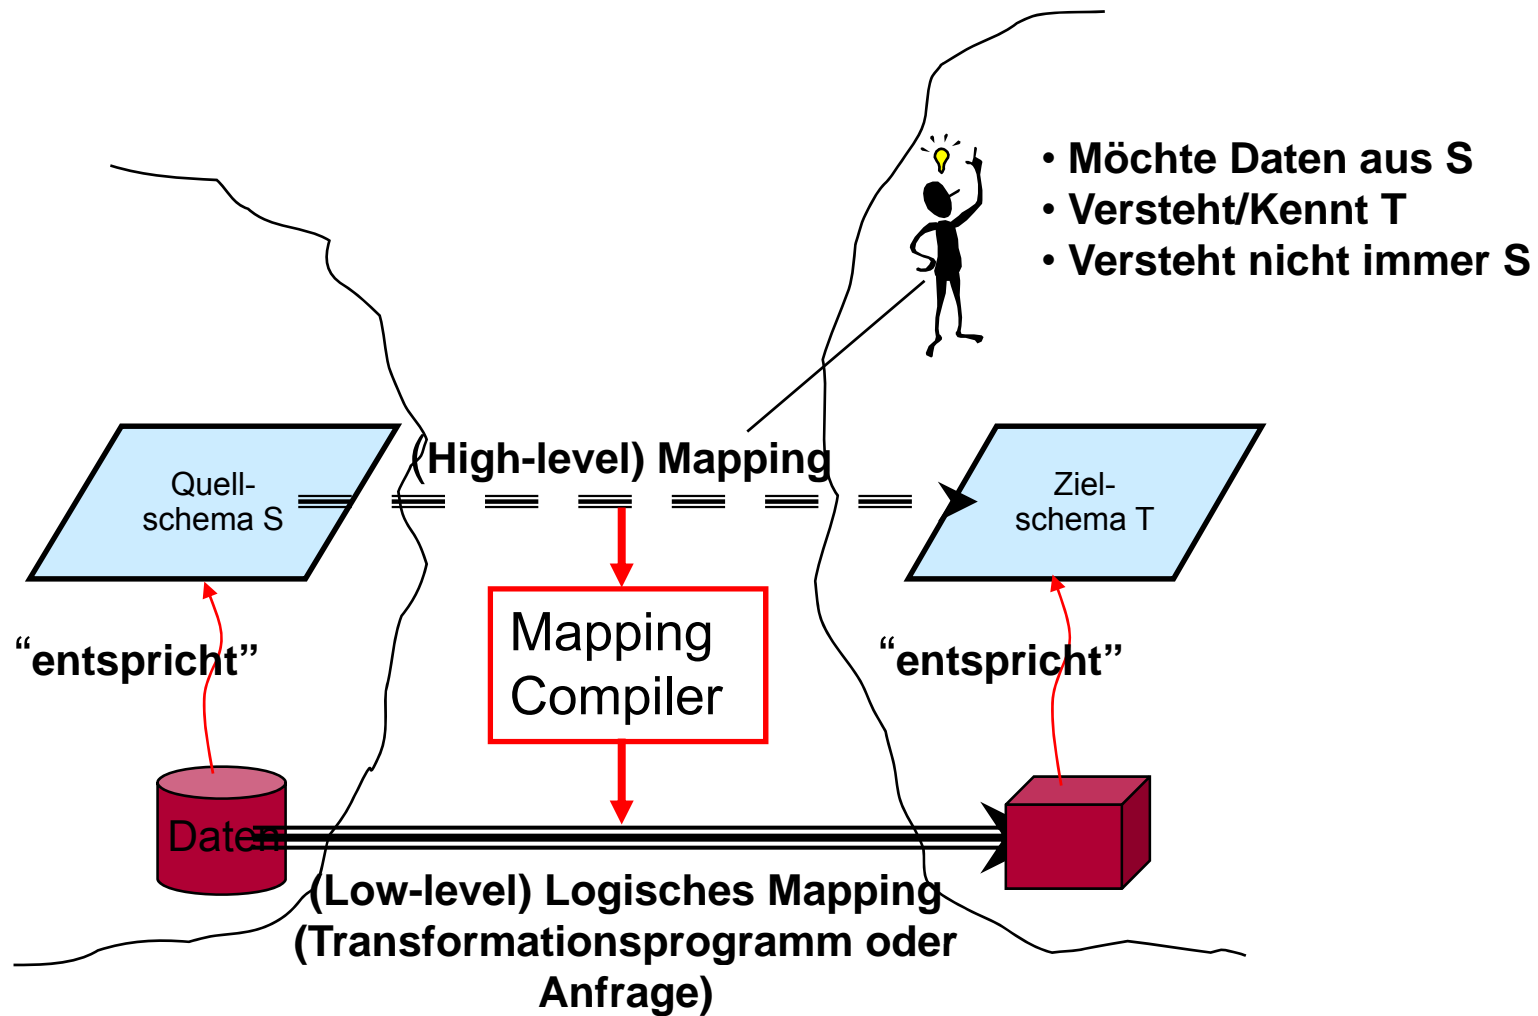 • Möchte Daten aus S
• Versteht/Kennt T
• Versteht nicht immer S
(High-level) Mapping
Quell-
schema S
Ziel-
schema T
Mapping
Compiler
“entspricht”
“entspricht”
Daten
(Low-level) Logisches Mapping
(Transformationsprogramm oder
Anfrage)